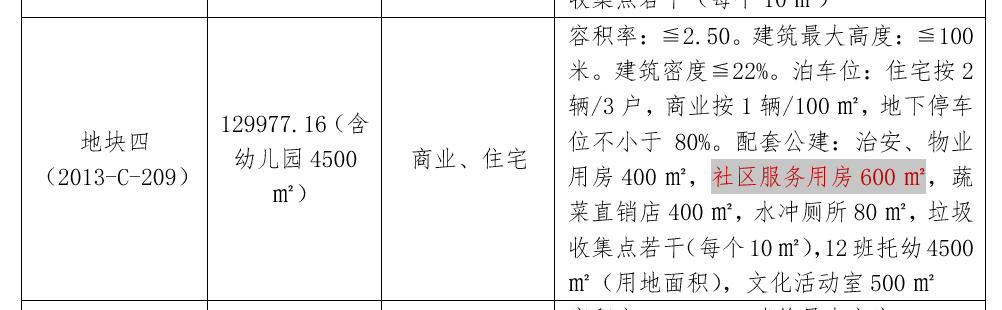 收集点若干（每个 10 ㎡）
地块四
（2013-C-209）
129977.16（含
幼儿园 4500
㎡）
商业、住宅
容积率：≦2.50。建筑最大高度：≦100
米。建筑密度≦22%。泊车位：住宅按 2
辆/3 户，商业按 1 辆/100 ㎡，地下停车
位不小于 80%。配套公建：治安、物业
用房 400 ㎡，社区服务用房 600 ㎡，蔬
菜直销店 400 ㎡，水冲厕所 80 ㎡，垃圾
收集点若干（每个 10 ㎡），12 班托幼 4500
㎡（用地面积），文化活动室 500 ㎡